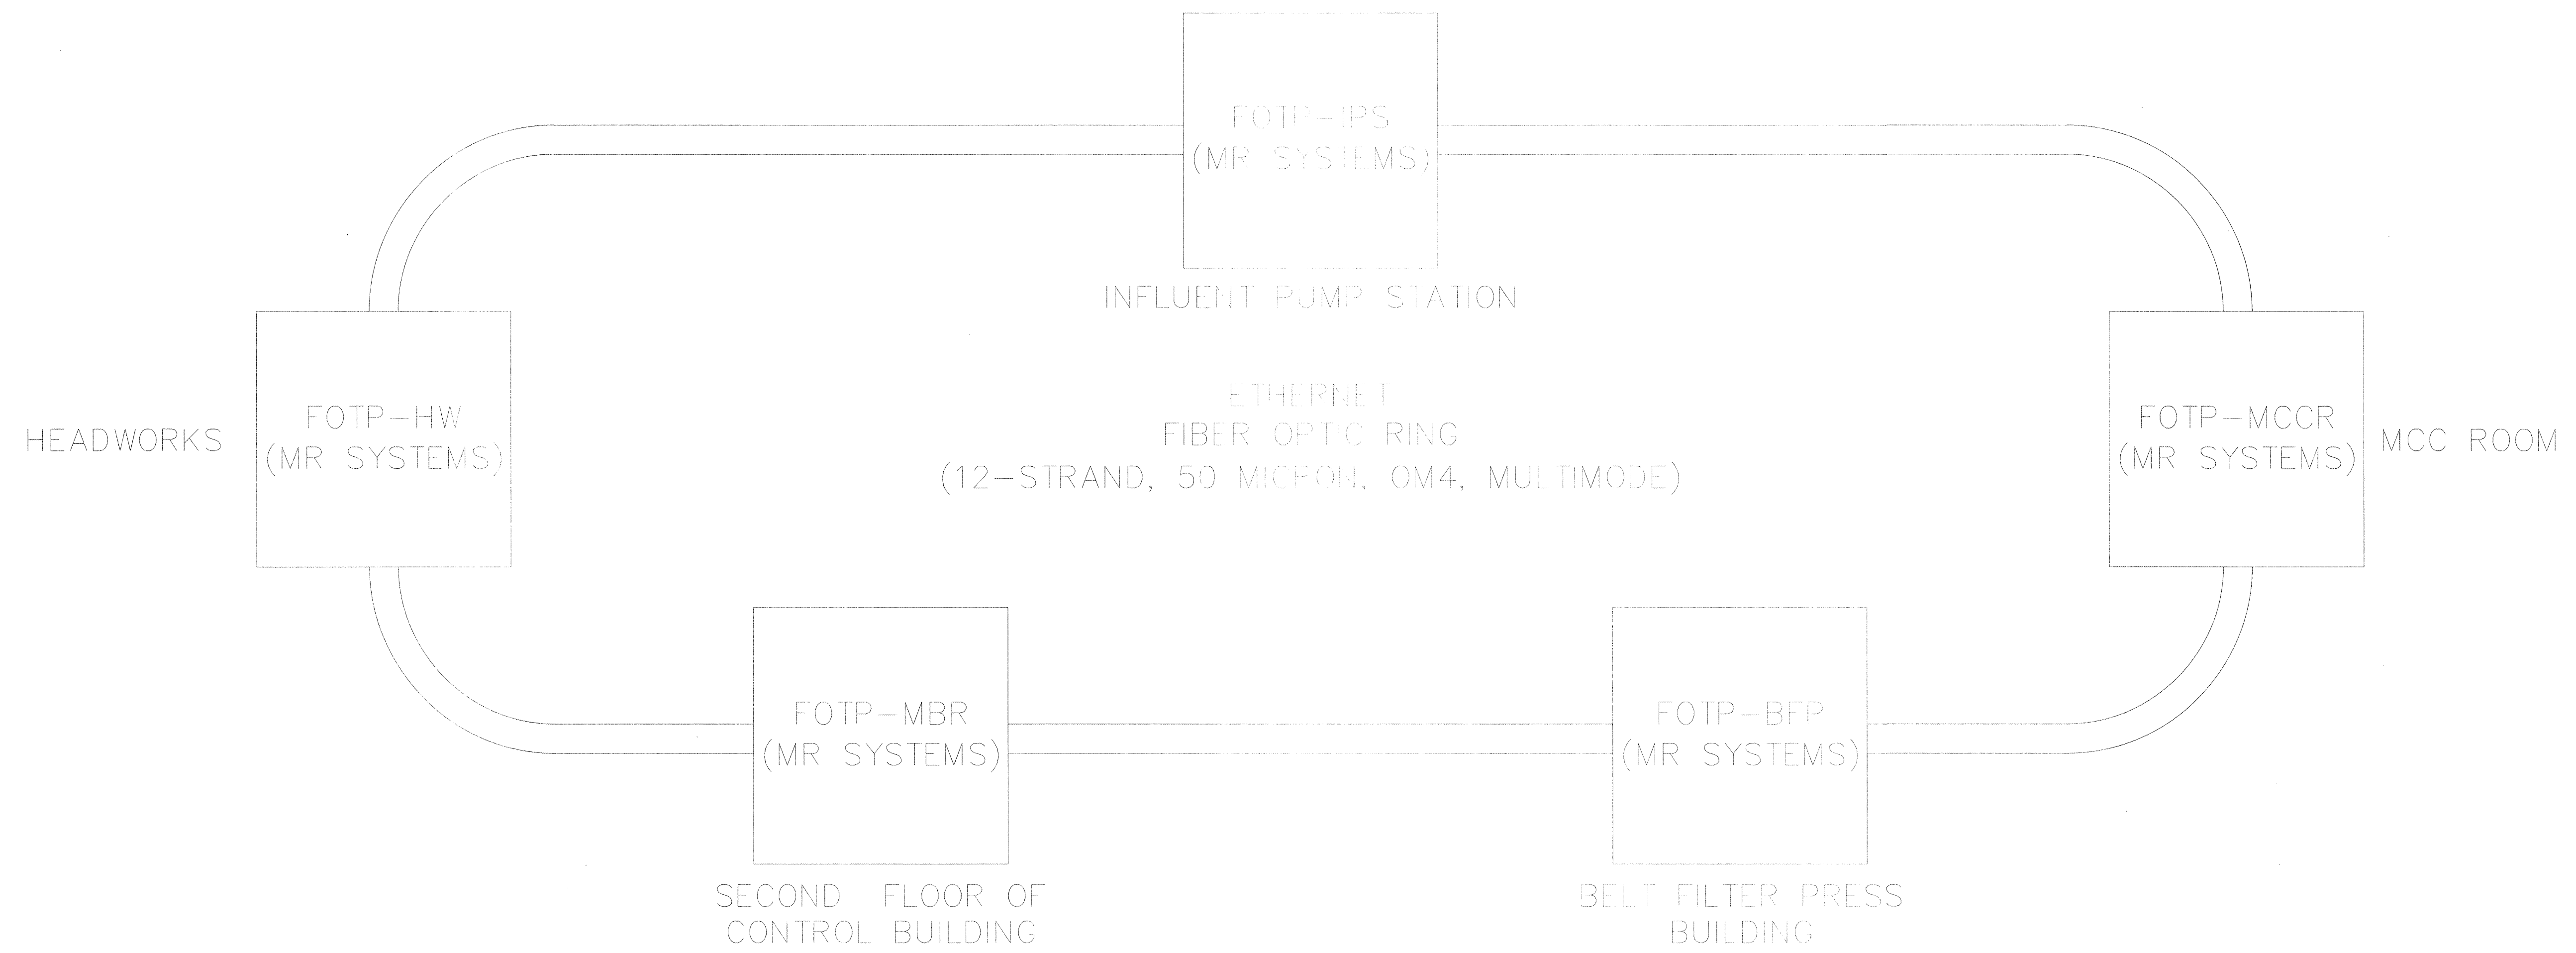 FOTP-IPS
(MR SYSTEMS)
INFLUENT PUMP STATION
ETHERNET
FIBER OPTIC RING
(12-STRAND, 50 MICRON, OM4, MULTIMODE)
HEADWORKS
FOTP-HW
(MR SYSTEMS)
FOTP-MCCR
(MR SYSTEMS)
MCC ROOM
FOTP-MBR
(MR SYSTEMS)
SECOND FLOOR OF
CONTROL BUILDING
FOTP-BFP
(MR SYSTEMS)
BELT FILTER PRESS
BUILDING